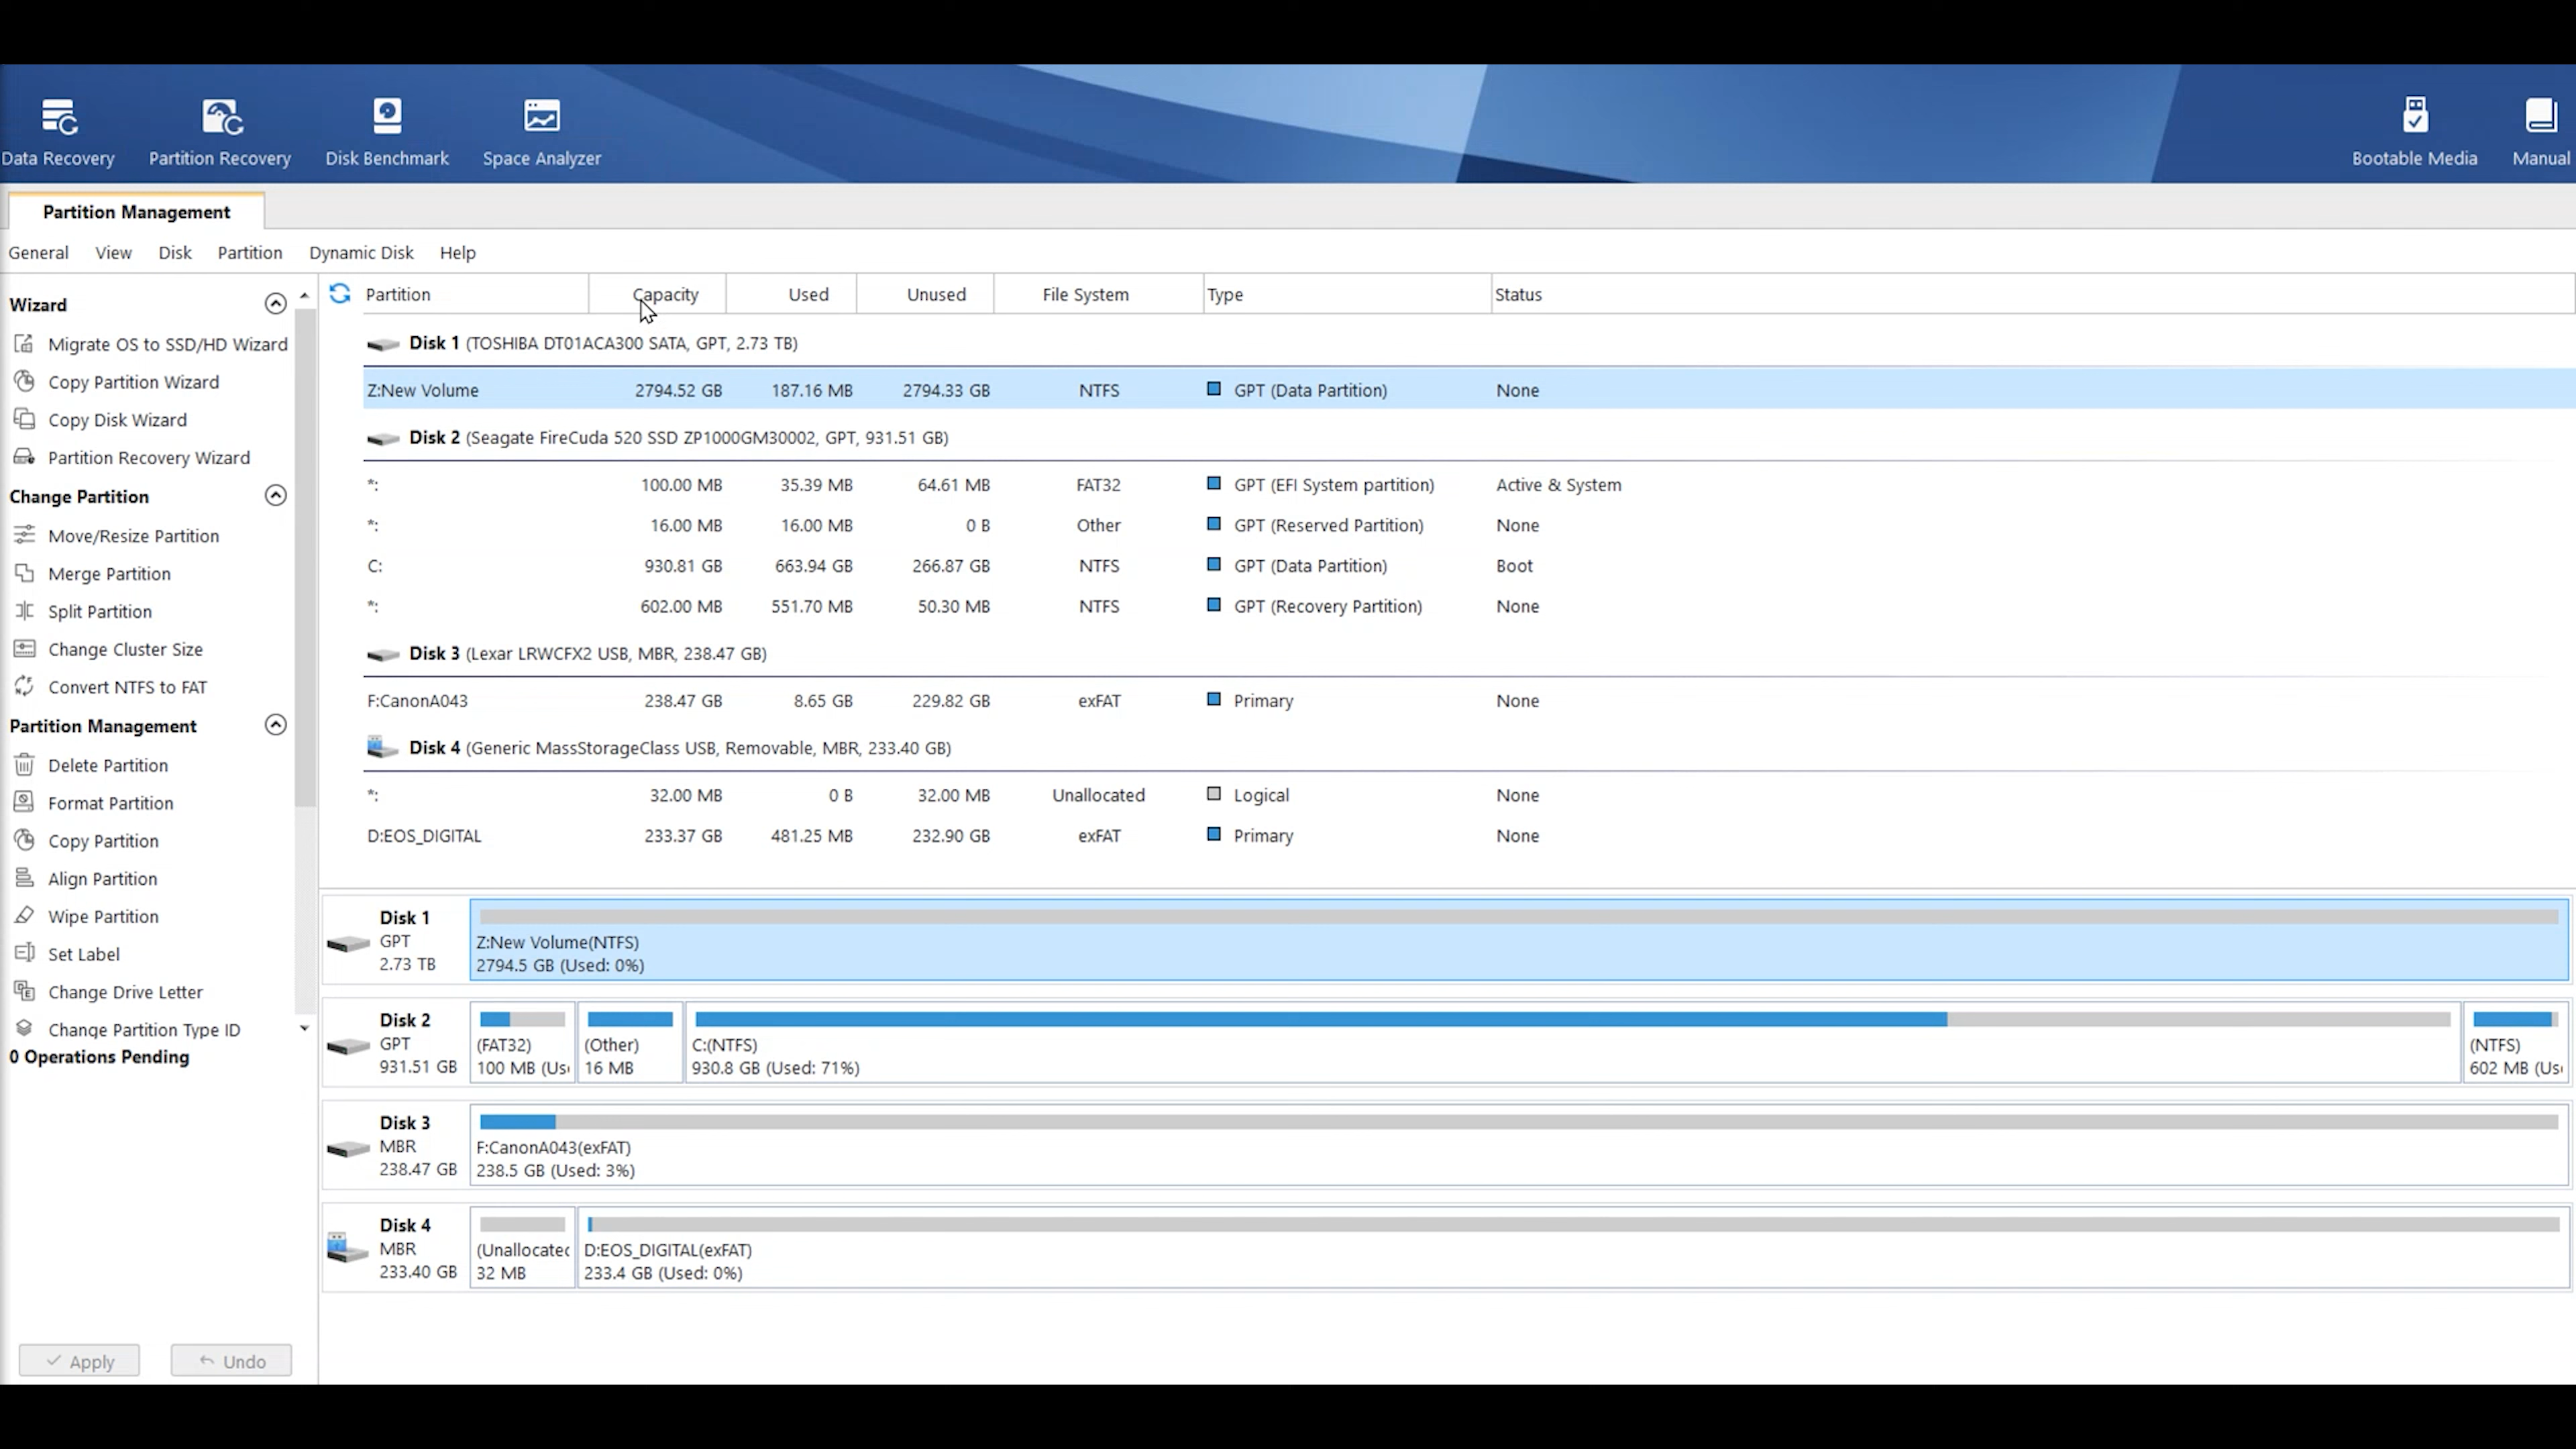 Data Recovery
Partition Recovery
Disk Benchmark
Space Analyzer
Bootable Media
Manual
Partition Management
General View Disk Partition Dynamic Disk Help
Wizard
Migrate OS to SSD/HD Wizard
Copy Partition Wizard
Copy Disk Wizard
Partition Recovery Wizard
Change Partition
Move/Resize Partition
Merge Partition
Split Partition
Change Cluster Size
Convert NTFS to FAT
Partition Management
Delete Partition
Format Partition
Copy Partition
Align Partition
Wipe Partition
Set Label
Change Drive Letter
Change Partition Type ID
0 Operations Pending
Apply Undo
Partition Capacity Used Unused File System Type Status
Disk 1 (TOSHIBA DT01ACA300 SATA, GPT, 2.73 TB)
Z:New Volume 2794.52 GB 187.16 MB 2794.33 GB NTFS GPT (Data Partition) None
Disk 2 (Seagate FireCuda 520 SSD ZP1000GM30002, GPT, 931.51 GB)
*: 100.00 MB 35.39 MB 64.61 MB FAT32 GPT (EFI System partition) Active & System
*: 16.00 MB 16.00 MB 0 B Other GPT (Reserved Partition) None
C: 930.81 GB 663.94 GB 266.87 GB NTFS GPT (Data Partition) Boot
*: 602.00 MB 551.70 MB 50.30 MB NTFS GPT (Recovery Partition) None
Disk 3 (Lexar LRWCFX2 USB, MBR, 238.47 GB)
F:CanonA043 238.47 GB 8.65 GB 229.82 GB exFAT Primary None
Disk 4 (Generic MassStorageClass USB, Removable, MBR, 233.40 GB)
*: 32.00 MB 0 B 32.00 MB Unallocated Logical None
D:EOS_DIGITAL 233.37 GB 481.25 MB 232.90 GB exFAT Primary None
Disk 1
GPT
2.73 TB
Z:New Volume(NTFS)
2794.5 GB (Used: 0%)
Disk 2
GPT
931.51 GB
(FAT32)
100 MB (Us
(Other)
16 MB
C:(NTFS)
930.8 GB (Used: 71%)
(NTFS)
602 MB (Us
Disk 3
MBR
238.47 GB
F:CanonA043(exFAT)
238.5 GB (Used: 3%)
Disk 4
MBR
233.40 GB
(Unallocated
32 MB
D:EOS_DIGITAL(exFAT)
233.4 GB (Used: 0%)